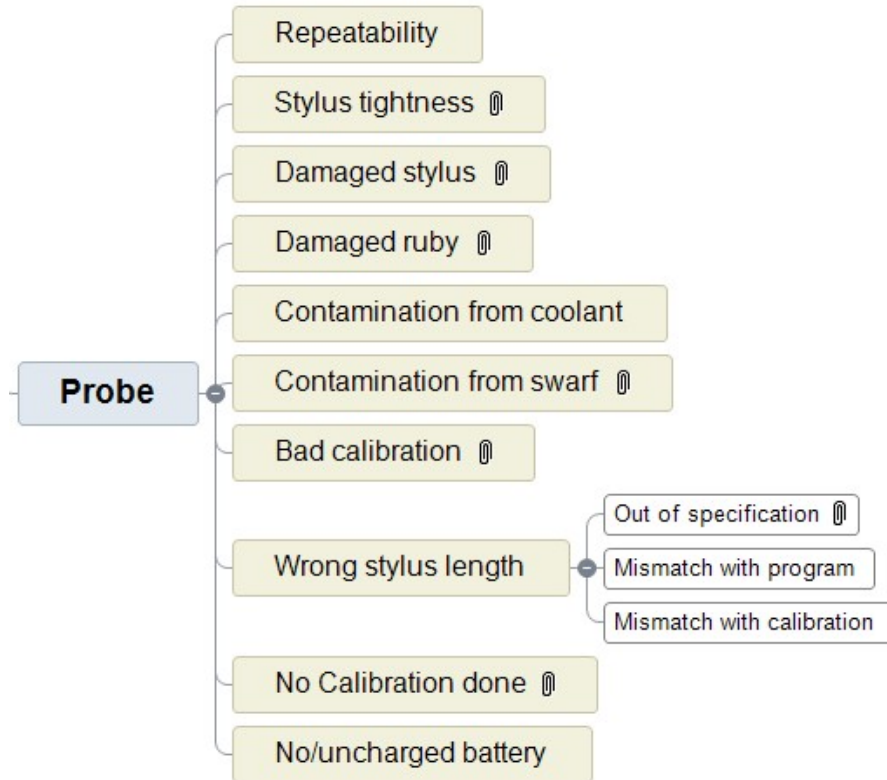 Repeatability
Stylus tightness
Damaged stylus
Damaged ruby
Contamination from coolant
Probe
Contamination from swarf
Bad calibration
Out of specification
Wrong stylus length
Mismatch with program
Mismatch with calibration
No Calibration done
No/uncharged battery